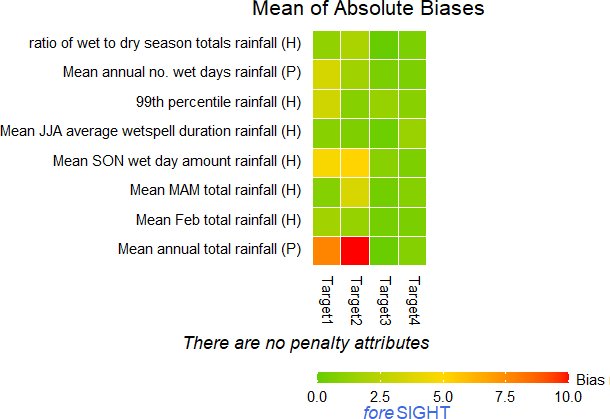 Mean of Absolute Biases
ratio of wet to dry season totals rainfall (H)
Mean annual no. wet days rainfall (P)
99th percentile rainfall (H)
Mean JJA average wetspell duration rainfall (H)
Mean SON wet day amount rainfall (H)
Mean MAM total rainfall (H)
Mean Feb total rainfall (H)
Mean annual total rainfall (P)
Target1
Target2
Target3
Target4
There are no penalty attributes
Bias
0.0 2.5 5.0 7.5 10.0
foreSIGHT